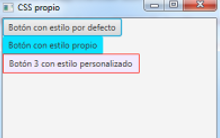 CSS propio
Botón con estilo por defecto
Botón con estilo propio
Botón 3 con estilo personalizado